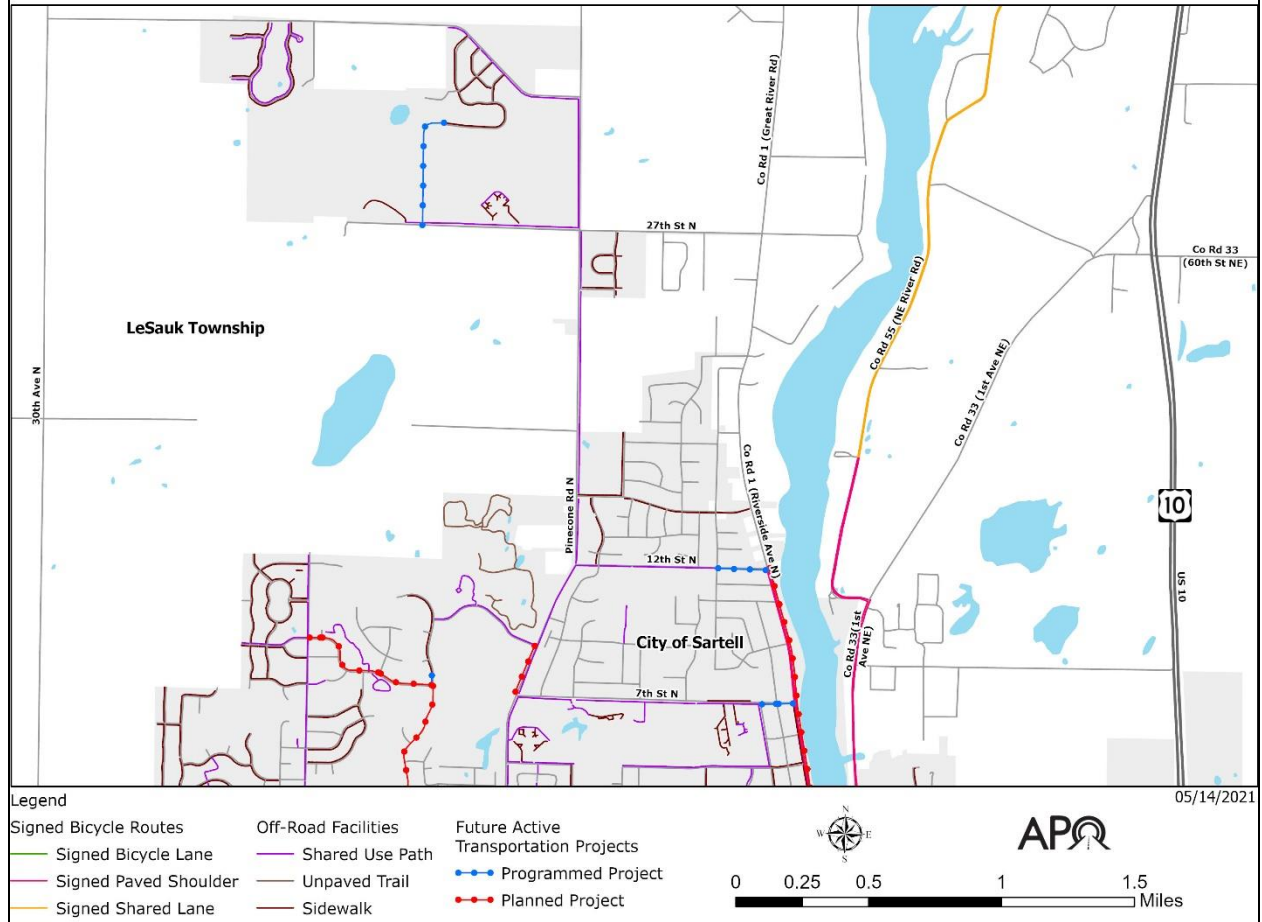 Co Rd 1 (Great River Rd)
27th St N
Co Rd 33
(60th St NE)
Co Rd 55 (NE River Rd)
LeSauk Township
30th Ave N
Co Rd 33 (1st Ave NE)
Co Rd 1 (Riverside Ave N)
10
Pinecone Rd N
12th St N
US 10
City of Sartell
Co Rd 33(1st
Ave NE)
7th St N
05/14/2021
Legend
Signed Bicycle Routes
Signed Bicycle Lane
Signed Paved Shoulder
Signed Shared Lane
Off-Road Facilities
Shared Use Path
Unpaved Trail
Sidewalk
Future Active
Transportation Projects
Programmed Project
Planned Project
N
W E
S
APO
0 0.25 0.5 1 1.5
Miles